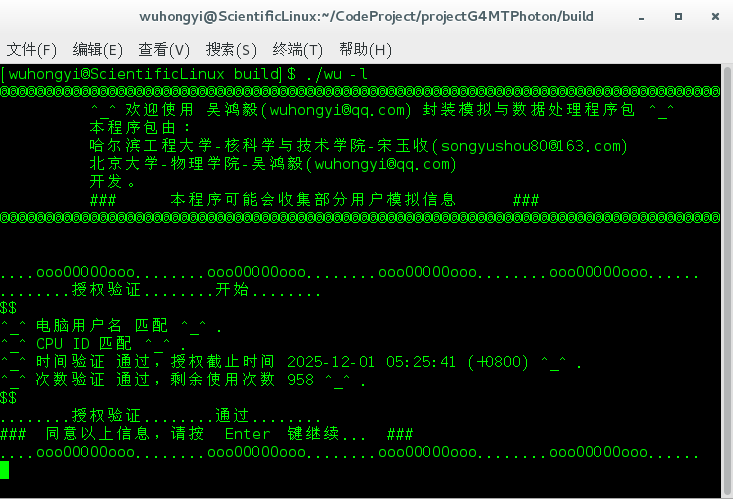 wuhongyi@ScientificLinux:~/CodeProject/projectG4MTPhoton/build
文件(F) 编辑(E) 查看(V) 搜索(S) 终端(T) 帮助(H)
[wuhongyi@ScientificLinux build]$ ./wu -l
@@@@@@@@@@@@@@@@@@@@@@@@@@@@@@@@@@@@@@@@@@@@@@@@@@@@@@@@@@@@@@@@@@@@@@@@@@@@@@@@
^_^ 欢迎使用 吴鸿毅(wuhongyi@qq.com) 封装模拟与数据处理程序包 ^_^
本程序包由：
哈尔滨工程大学-核科学与技术学院-宋玉收(songyushou80@163.com)
北京大学-物理学院-吴鸿毅(wuhongyi@qq.com)
开发。
### 本程序可能会收集部分用户模拟信息 ###
@@@@@@@@@@@@@@@@@@@@@@@@@@@@@@@@@@@@@@@@@@@@@@@@@@@@@@@@@@@@@@@@@@@@@@@@@@@@@@@@
....ooo00000ooo........ooo00000ooo........ooo00000ooo........ooo00000ooo......
........授权验证........开始........
$$
^_^ 电脑用户名 匹配 ^_^ .
^_^ CPU ID 匹配 ^_^ .
^_^ 时间验证 通过，授权截止时间 2025-12-01 05:25:41 (+0800) ^_^ .
^_^ 次数验证 通过，剩余使用次数 958 ^_^ .
$$
........授权验证........通过........
### 同意以上信息，请按 Enter 键继续... ###
....ooo00000ooo........ooo00000ooo........ooo00000ooo........ooo00000ooo......